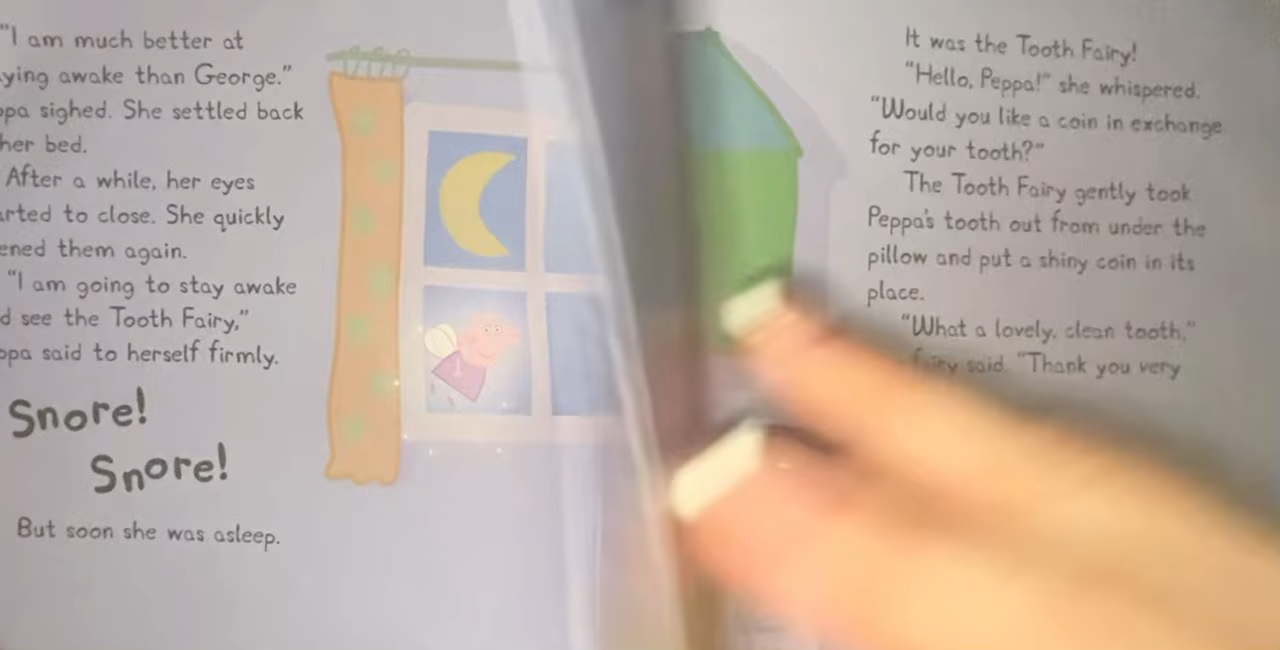 "I am much better at
ying awake than George."
ppa sighed. She settled back
her bed.
After a while, her eyes
arted to close. She quickly
ened them again.
"I am going to stay awake
d see the Tooth Fairy,"
ppa said to herself firmly.
Snore!
Snore!
But soon she was asleep.
It was the Tooth Fairy!
"Hello, Peppa!" she whispered.
"Would you like a coin in exchange
for your tooth?"
The Tooth Fairy gently took
Peppa's tooth out from under the
pillow and put a shiny coin in its
place.
"What a lovely, clean tooth,"
fairy said. "Thank you very